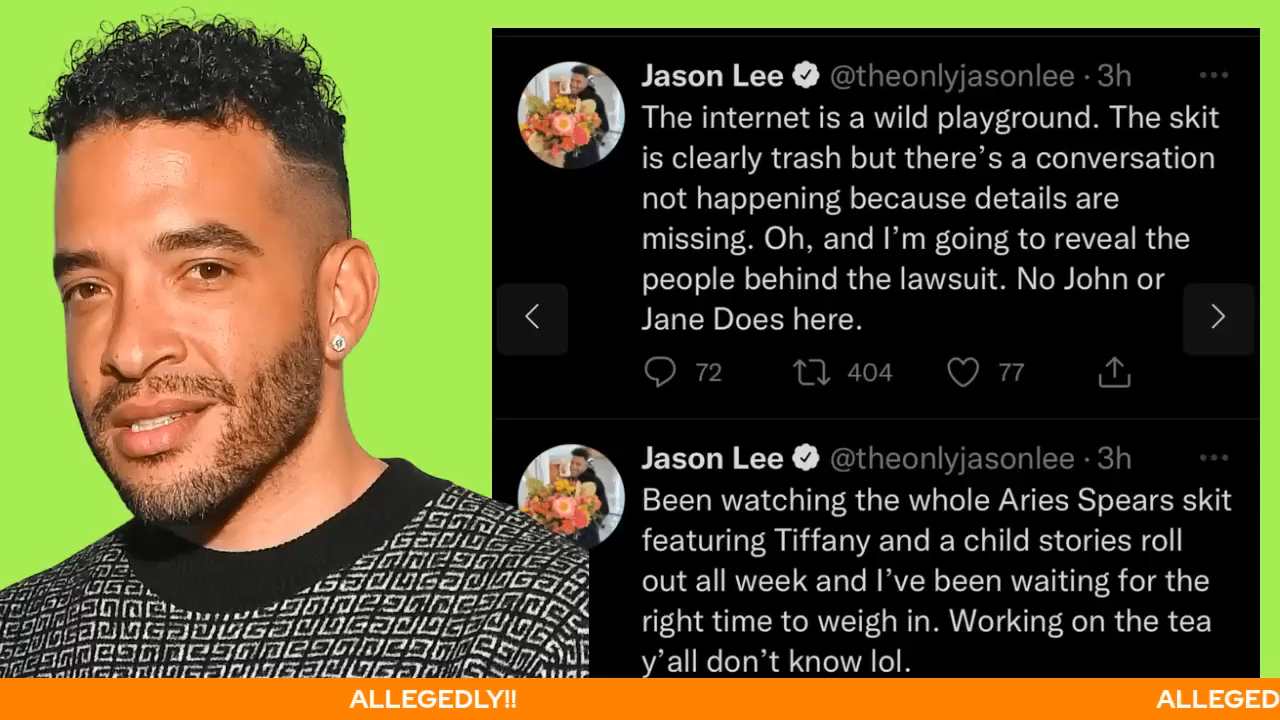 Jason Lee @theonlyjasonlee · 3h
The internet is a wild playground. The skit
is clearly trash but there’s a conversation
not happening because details are
missing. Oh, and I’m going to reveal the
people behind the lawsuit. No John or
Jane Does here.
72 404 77
Jason Lee @theonlyjasonlee · 3h
Been watching the whole Aries Spears skit
featuring Tiffany and a child stories roll
out all week and I’ve been waiting for the
right time to weigh in. Working on the tea
y’all don’t know lol.
ALLEGEDLY!! ALLEGED